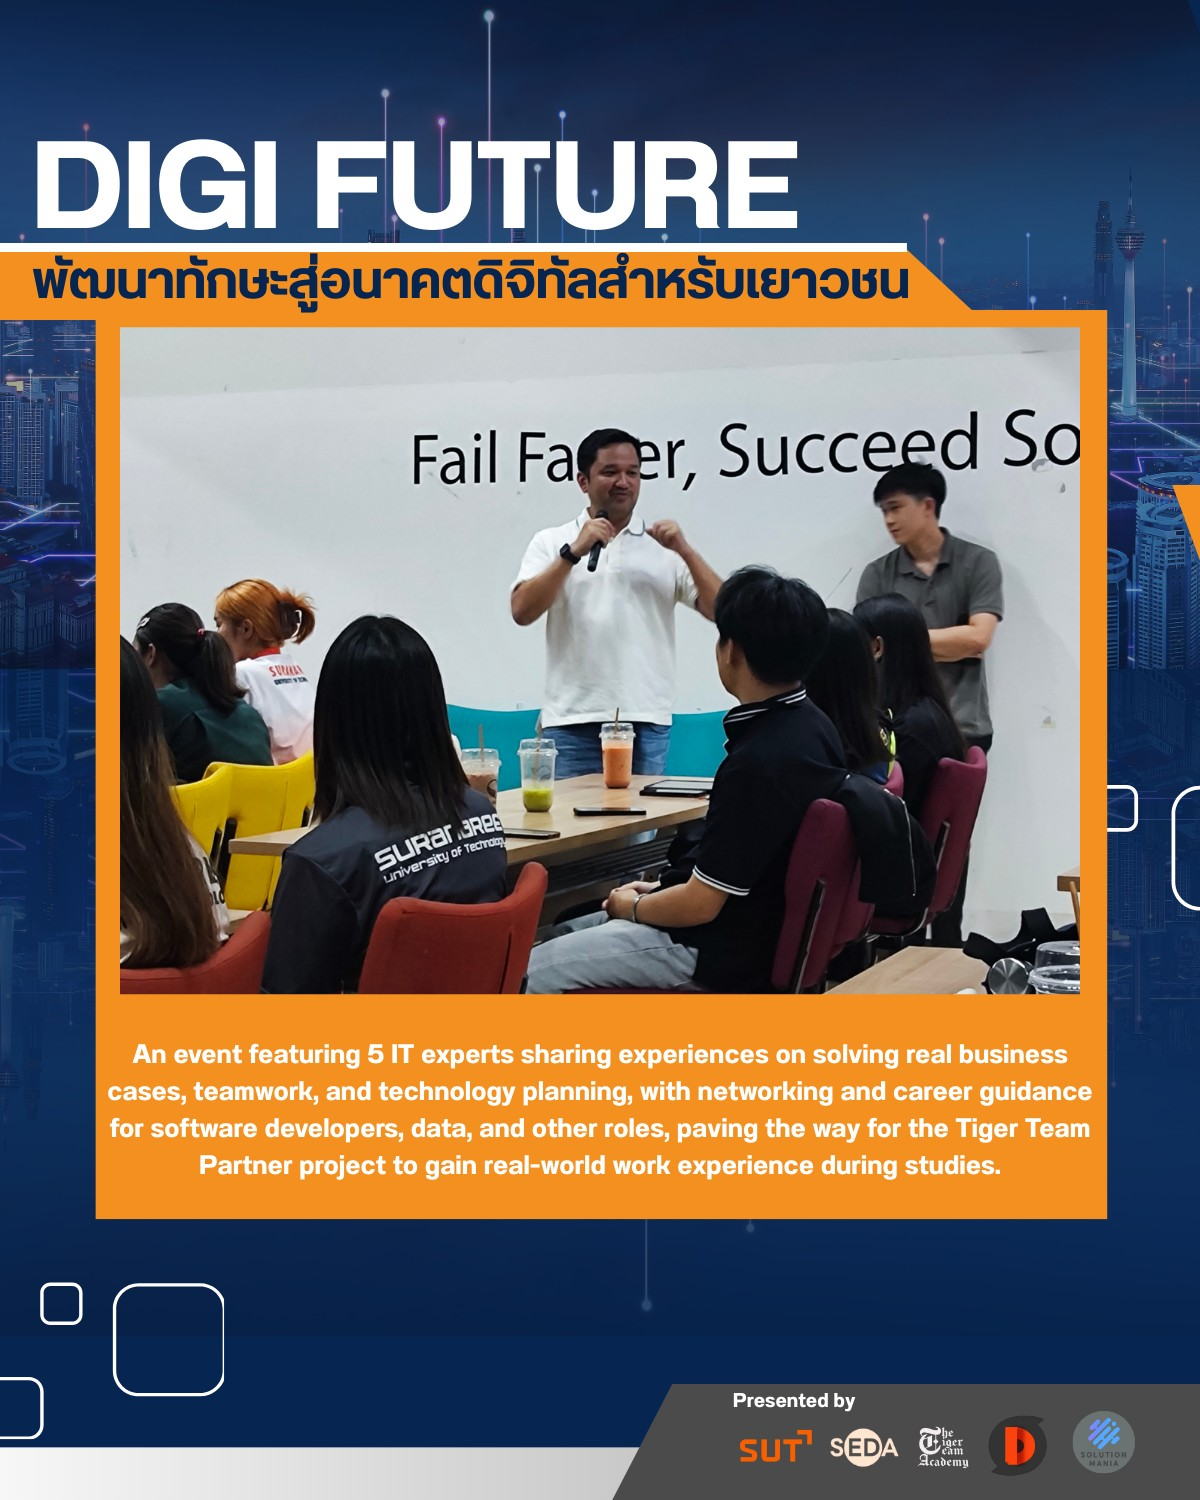 DIGI FUTURE
พัฒนาทักษะสู่อนาคตดิจิทัลสำหรับเยาวชน
Fail Fa er, Succeed So
SURANAR
UNIVERSITY OF TECH
SURANAREE
University of Technology
An event featuring 5 IT experts sharing experiences on solving real business
cases, teamwork, and technology planning, with networking and career guidance
for software developers, data, and other roles, paving the way for the Tiger Team
Partner project to gain real-world work experience during studies.
Presented by
SUT
SEDA
The
Tiger
Team
Academy
D
SOLUTION
MANIA